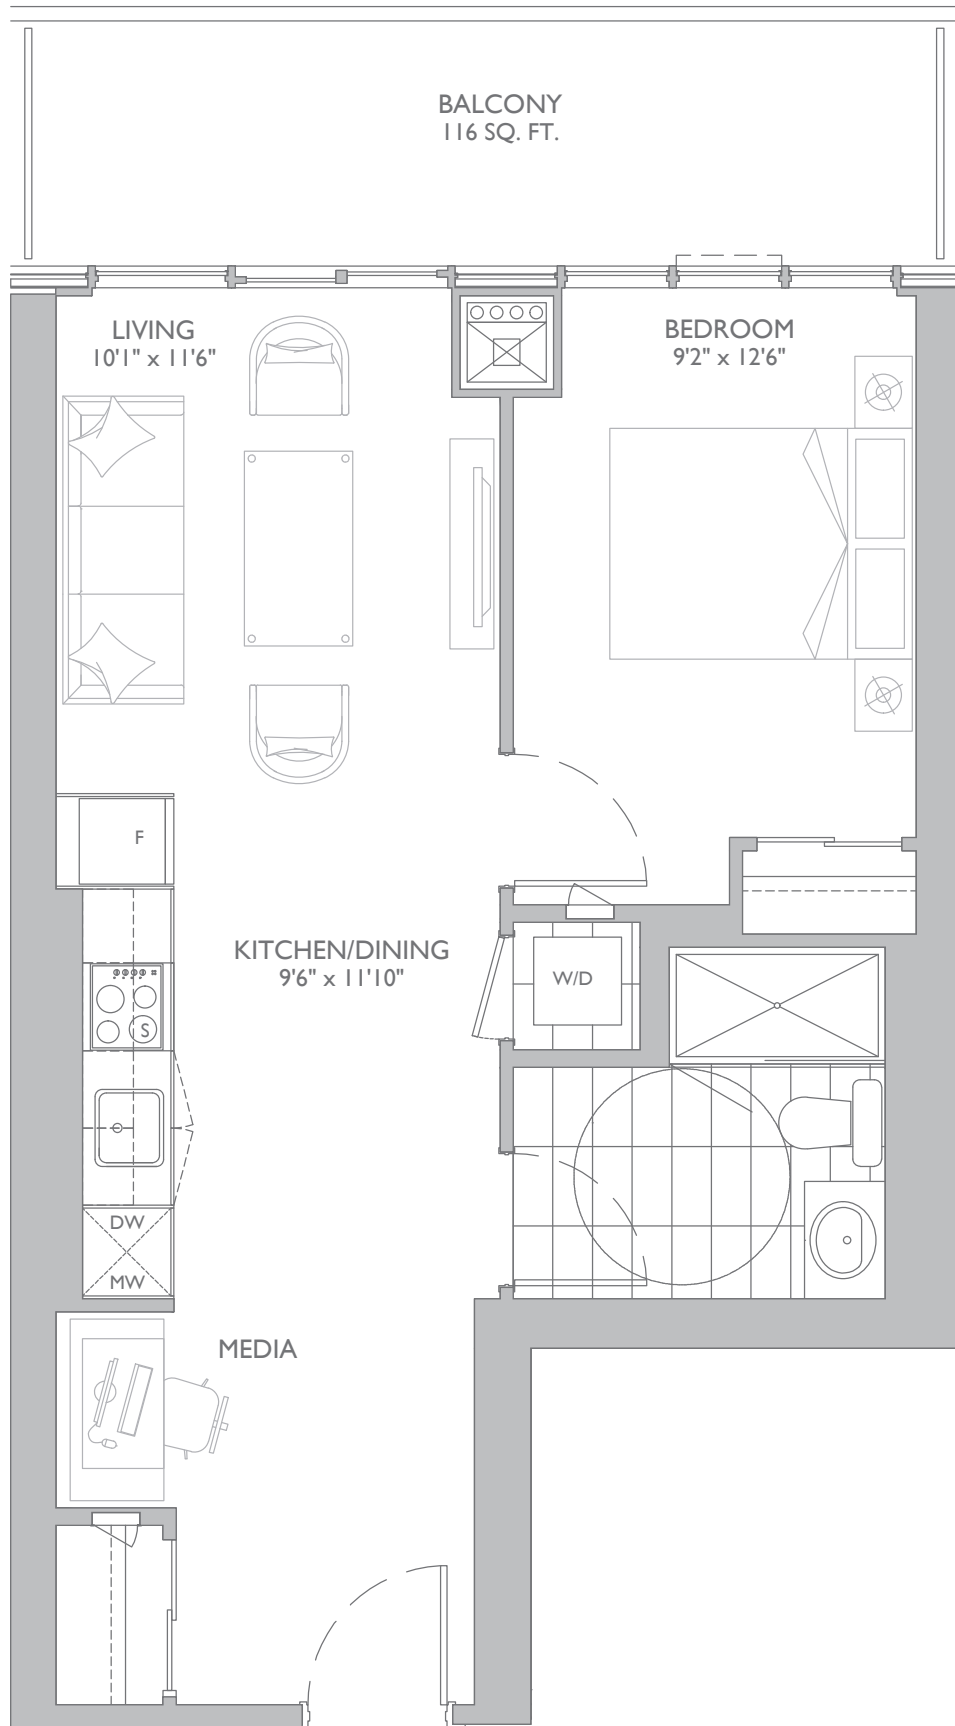 BALCONY
116 SQ. FT.
LIVING
10'1" x 11'6"
BEDROOM
9'2" x 12'6"
F
KITCHEN/DINING
9'6" x 11'10"
W/D
S
DW
MW
MEDIA